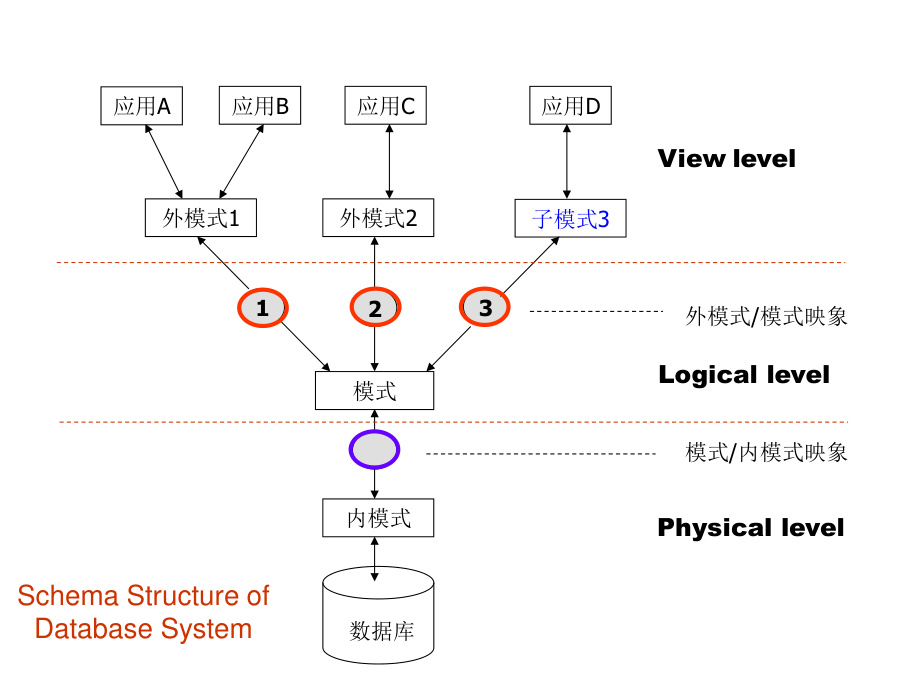 应用A
应用B
应用C
应用D
View level
外模式1
外模式2
子模式3
1
2
3
外模式/模式映象
Logical level
模式
模式/内模式映象
内模式
Physical level
Schema Structure of
Database System
数据库